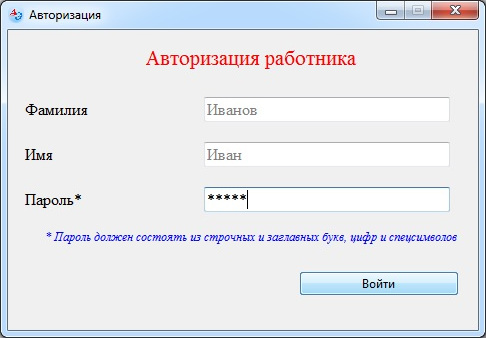 Авторизация
Авторизация работника
Фамилия
Иванов
Имя
Иван
Пароль*
*****
* Пароль должен состоять из строчных и заглавных букв, цифр и спецсимволов
Войти